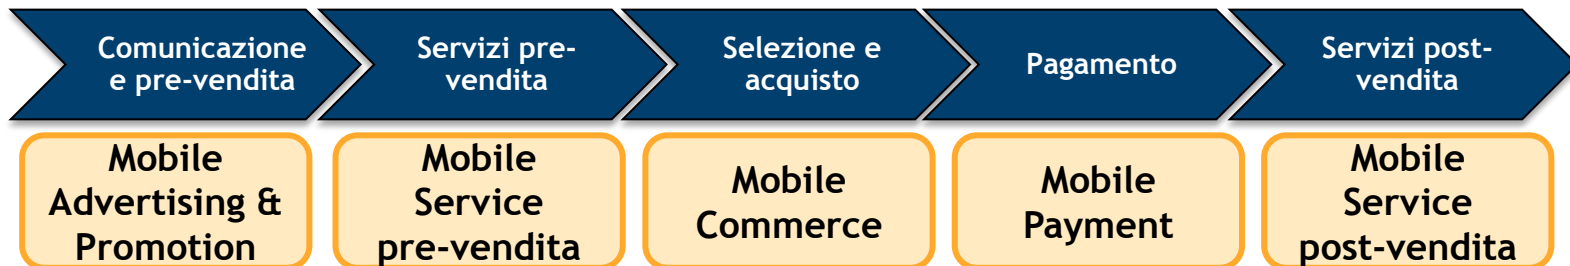 Comunicazione
e pre-vendita
Servizi pre-
vendita
Selezione e
acquisto
Pagamento
Servizi post-
vendita
Mobile
Advertising &
Promotion
Mobile
Service
pre-vendita
Mobile
Commerce
Mobile
Payment
Mobile
Service
post-vendita